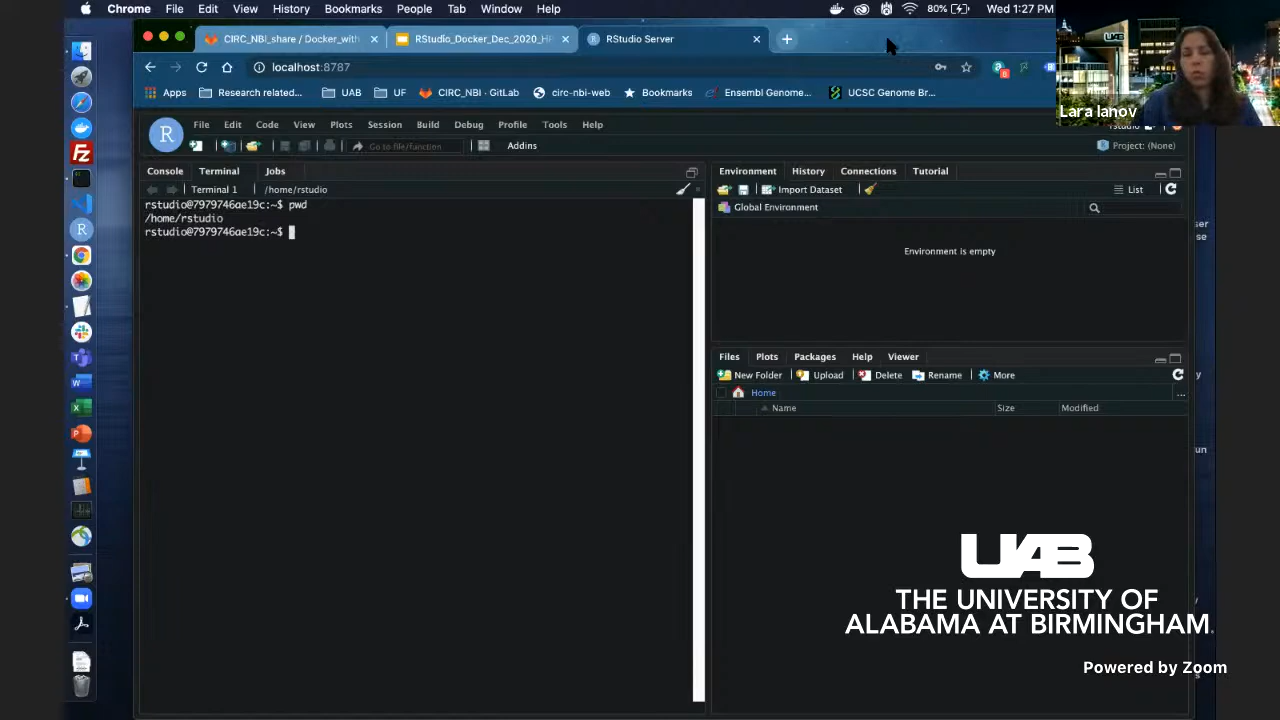 Chrome File Edit View History Bookmarks People Tab Window Help 80% Wed 1:27 PM
CIRC_NBI_share / Docker_with RStudio_Docker_Dec_2020_HP RStudio Server
localhost:8787
Apps Research related... UAB UF CIRC_NBI · GitLab circ-nbi-web Bookmarks Ensembl Genome... UCSC Genome Br...
UAB
Lara Ianov
File Edit Code View Plots Session Build Debug Profile Tools Help
Go to file/function Addins Project: (None)
Console Terminal Jobs
Terminal 1 /home/rstudio
rstudio@7979746ae19c:~$ pwd
/home/rstudio
rstudio@7979746ae19c:~$
Environment History Connections Tutorial
Import Dataset List
Global Environment
Environment is empty
Files Plots Packages Help Viewer
New Folder Upload Delete Rename More
Home ...
Name Size Modified
UAB
THE UNIVERSITY OF
ALABAMA AT BIRMINGHAM.
Powered by Zoom